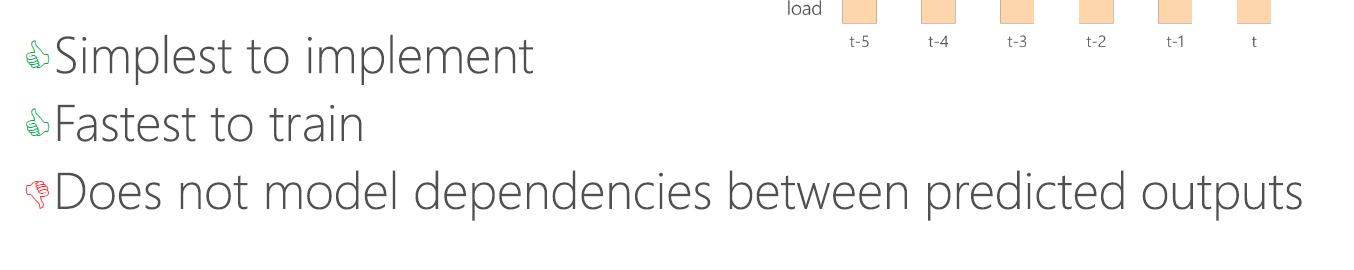 load
t-5 t-4 t-3 t-2 t-1 t
Simplest to implement
Fastest to train
Does not model dependencies between predicted outputs